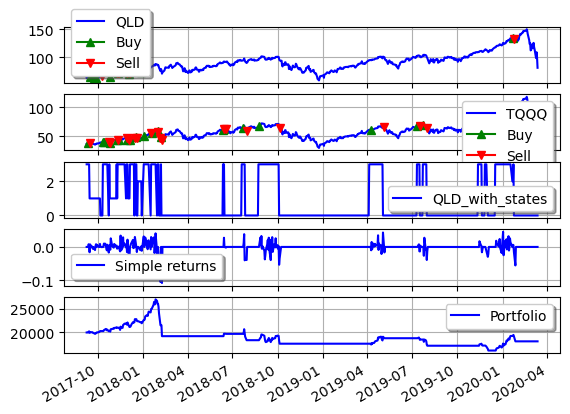 150
100
QLD
Buy
Sell
100
50
TQQQ
Buy
Sell
2
0
QLD_with_states
0.0
−0.1
Simple returns
25000
20000
Portfolio
2017-10 2018-01 2018-04 2018-07 2018-10 2019-01 2019-04 2019-07 2019-10 2020-01 2020-04